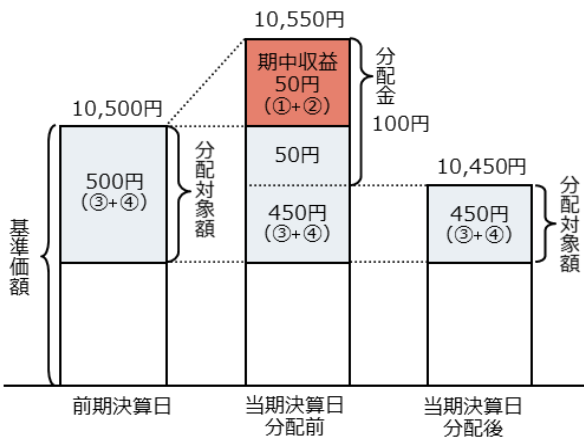 10,550円
期中収益
50円
（①+②）
分配金
100円
10,500円
500円
（③+④）
分配対象額
50円
450円
（③+④）
10,450円
450円
（③+④）
分配対象額
基準価額
前期決算日
当期決算日
分配前
当期決算日
分配後